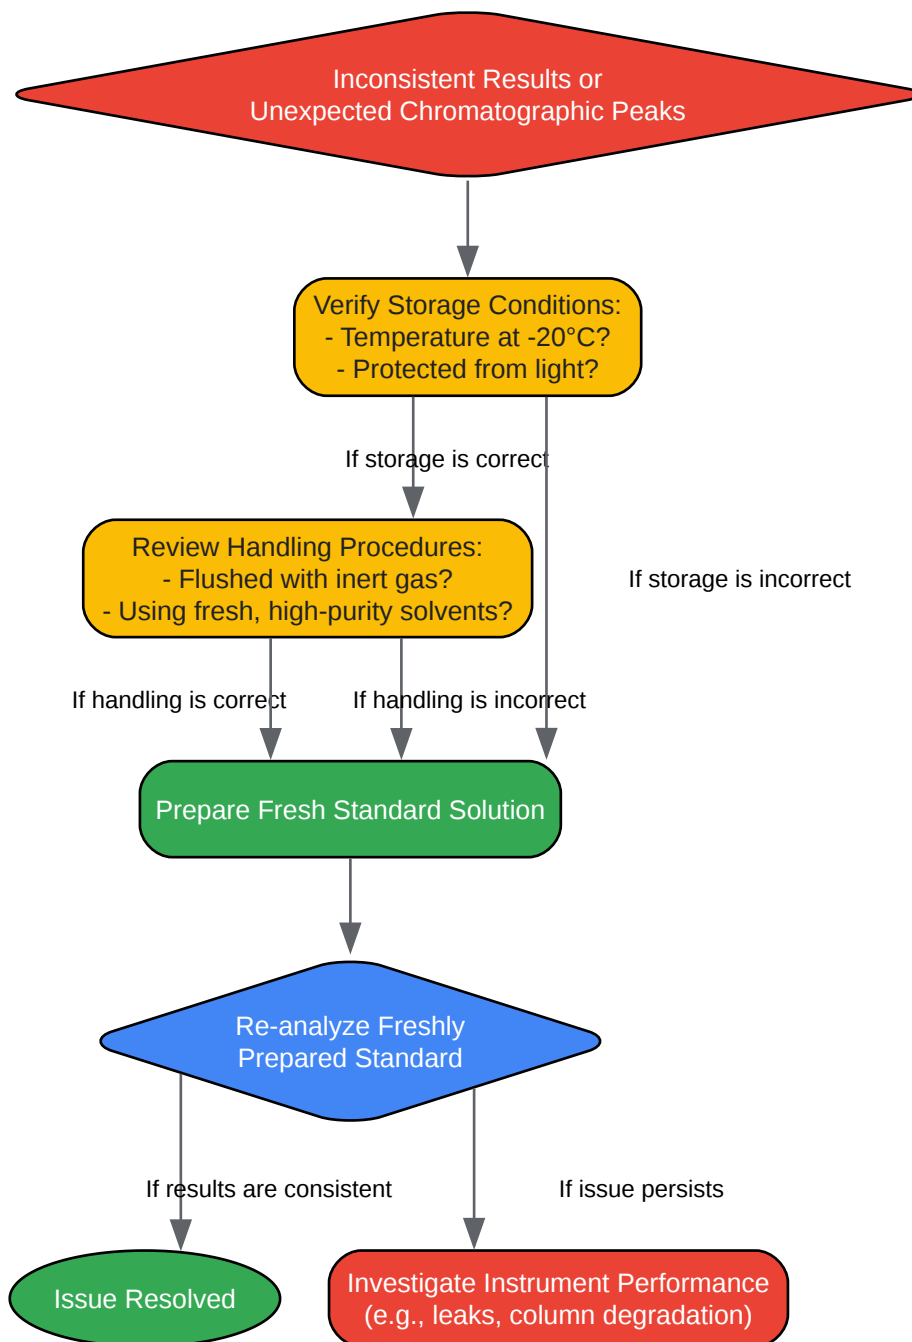 Inconsistent Results or
Unexpected Chromatographic Peaks
Verify Storage Conditions:
- Temperature at -20°C?
- Protected from light?
If storage is correct
Review Handling Procedures:
- Flushed with inert gas?
- Using fresh, high-purity solvents?
If storage is incorrect
If handling is correct
If handling is incorrect
Prepare Fresh Standard Solution
Re-analyze Freshly
Prepared Standard
If results are consistent
If issue persists
Issue Resolved
Investigate Instrument Performance
(e.g., leaks, column degradation)